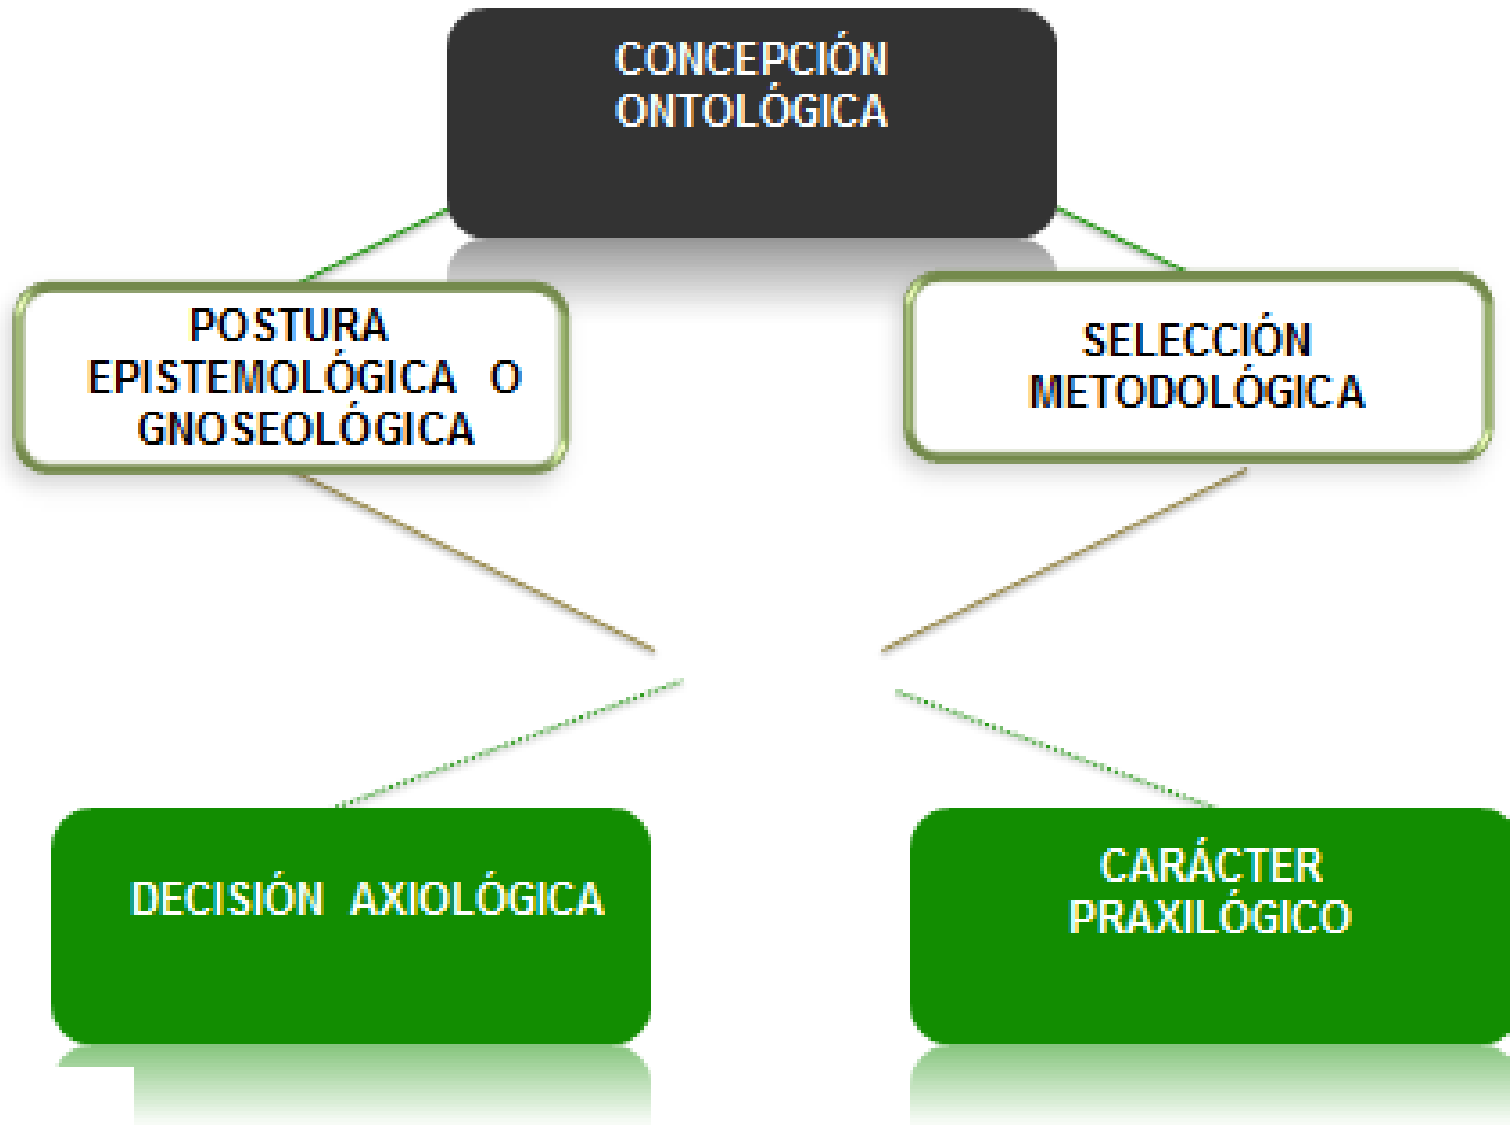 CONCEPCIÓN
ONTOLÓGICA
POSTURA
EPISTEMOLÓGICA O
GNOSEOLÓGICA
SELECCIÓN
METODOLÓGICA
DECISIÓN AXIOLÓGICA
CARÁCTER
PRAXILÓGICO